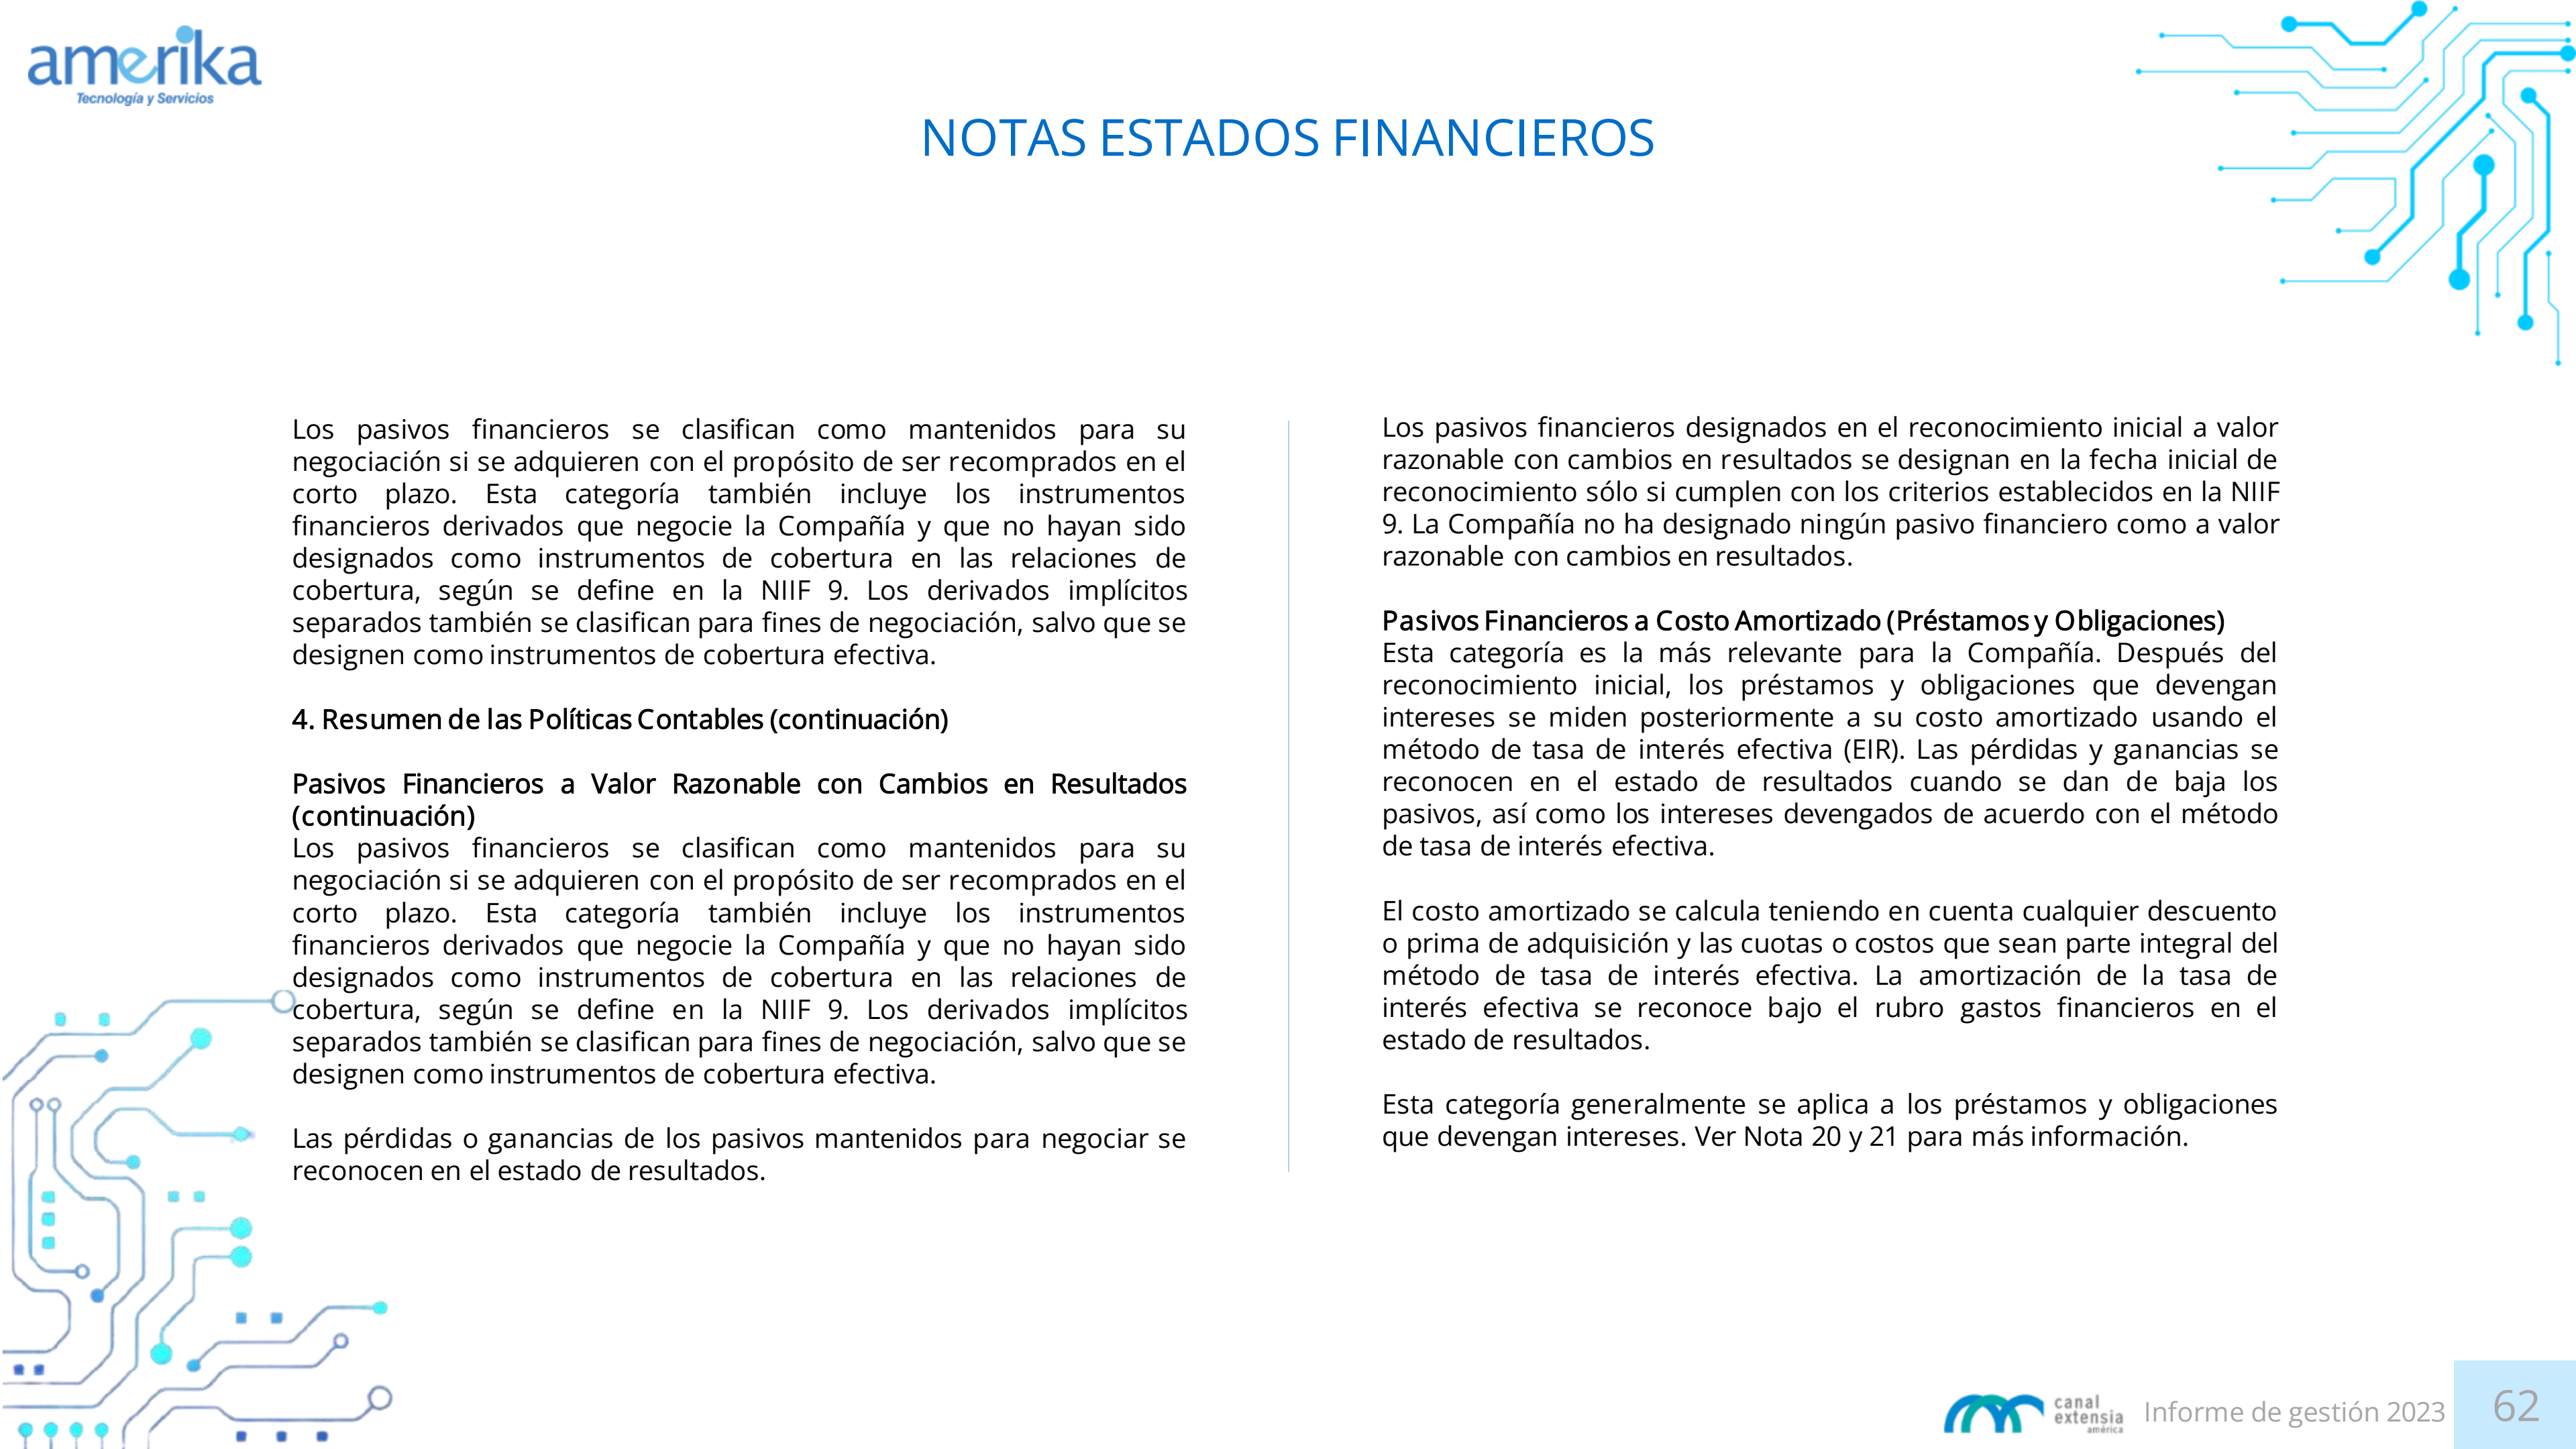 amerika
Tecnología y Servicios
NOTAS ESTADOS FINANCIEROS
Los pasivos financieros se clasifican como mantenidos para su
negociación si se adquieren con el propósito de ser recomprados en el
corto plazo. Esta categoría también incluye los instrumentos
financieros derivados que negocie la Compañía y que no hayan sido
designados como instrumentos de cobertura en las relaciones de
cobertura, según se define en la NIIF 9. Los derivados implícitos
separados también se clasifican para fines de negociación, salvo que se
designen como instrumentos de cobertura efectiva.
4. Resumen de las Políticas Contables (continuación)
Pasivos Financieros a Valor Razonable con Cambios en Resultados
(continuación)
Los pasivos financieros se clasifican como mantenidos para su
negociación si se adquieren con el propósito de ser recomprados en el
corto plazo. Esta categoría también incluye los instrumentos
financieros derivados que negocie la Compañía y que no hayan sido
designados como instrumentos de cobertura en las relaciones de
cobertura, según se define en la NIIF 9. Los derivados implícitos
separados también se clasifican para fines de negociación, salvo que se
designen como instrumentos de cobertura efectiva.
Las pérdidas o ganancias de los pasivos mantenidos para negociar se
reconocen en el estado de resultados.
Los pasivos financieros designados en el reconocimiento inicial a valor
razonable con cambios en resultados se designan en la fecha inicial de
reconocimiento sólo si cumplen con los criterios establecidos en la NIIF
9. La Compañía no ha designado ningún pasivo financiero como a valor
razonable con cambios en resultados.
Pasivos Financieros a Costo Amortizado (Préstamos y Obligaciones)
Esta categoría es la más relevante para la Compañía. Después del
reconocimiento inicial, los préstamos y obligaciones que devengan
intereses se miden posteriormente a su costo amortizado usando el
método de tasa de interés efectiva (EIR). Las pérdidas y ganancias se
reconocen en el estado de resultados cuando se dan de baja los
pasivos, así como los intereses devengados de acuerdo con el método
de tasa de interés efectiva.
El costo amortizado se calcula teniendo en cuenta cualquier descuento
o prima de adquisición y las cuotas o costos que sean parte integral del
método de tasa de interés efectiva. La amortización de la tasa de
interés efectiva se reconoce bajo el rubro gastos financieros en el
estado de resultados.
Esta categoría generalmente se aplica a los préstamos y obligaciones
que devengan intereses. Ver Nota 20 y 21 para más información.
canal
extensia
américa
Informe de gestión 2023
62